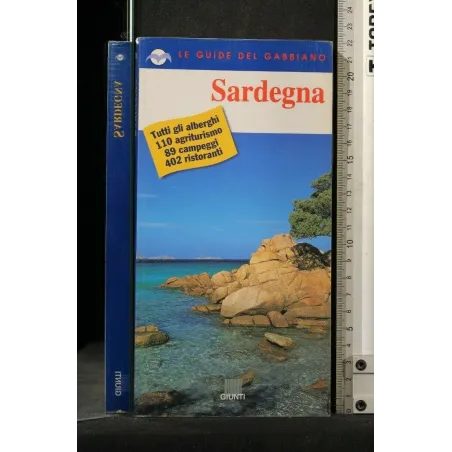 LE GUIDE DEL GABBIANO
Sardegna
Tutti gli alberghi
110 agriturismo
89 campeggi
402 ristoranti
GIUNTI
SARDEGNA
GIUNTI